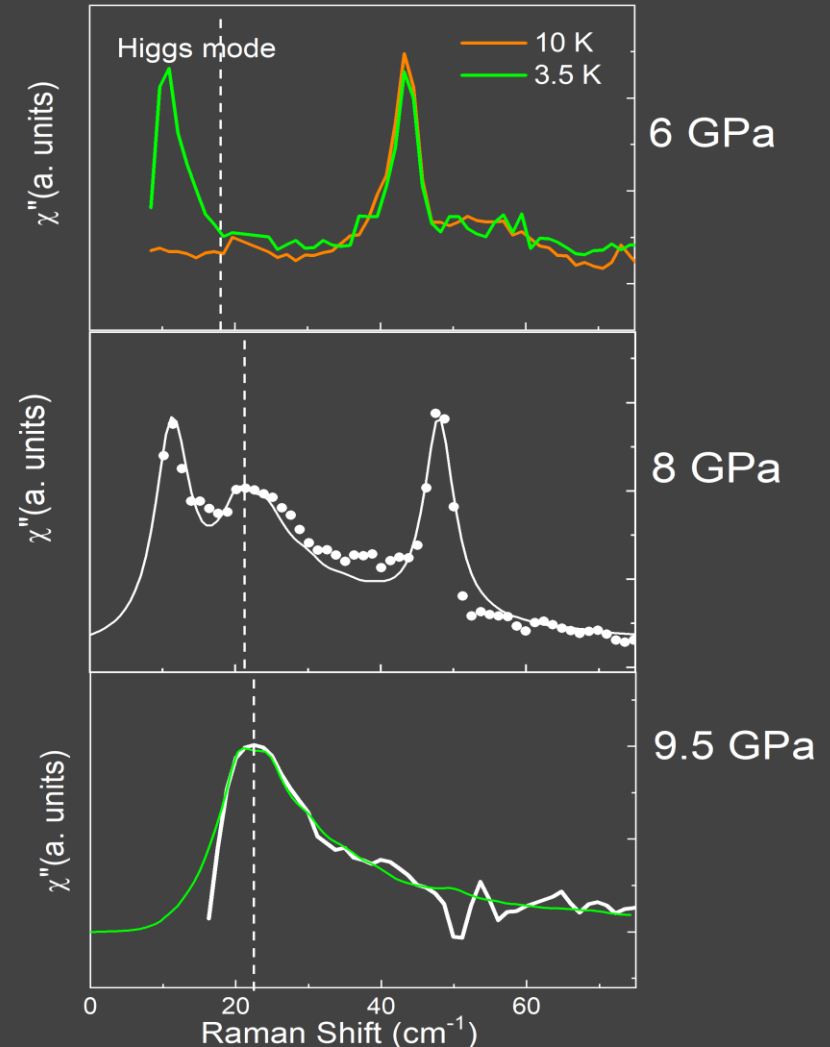 Higgs mode
10 K
3.5 K
6 GPa
χ"(a. units)
8 GPa
χ"(a. units)
9.5 GPa
χ"(a. units)
0 20 40 60
Raman Shift (cm⁻¹)